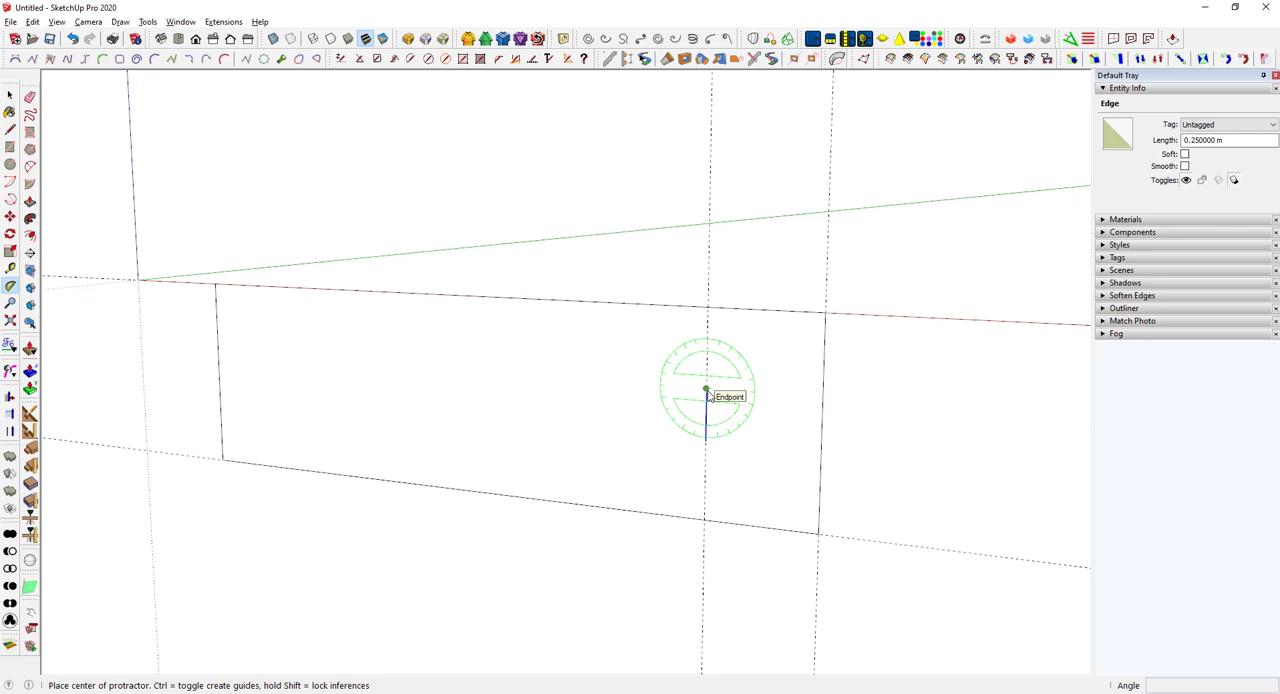 Untitled - SketchUp Pro 2020
File Edit View Camera Draw Tools Window Extensions Help
Default Tray
Entity Info
Edge
Tag: Untagged
Length: 0.250000 m
Soft:
Smooth:
Toggles:
Materials
Components
Styles
Tags
Scenes
Shadows
Soften Edges
Outliner
Match Photo
Fog
Endpoint
Place center of protractor. Ctrl = toggle create guides, hold Shift = lock inferences
Angle